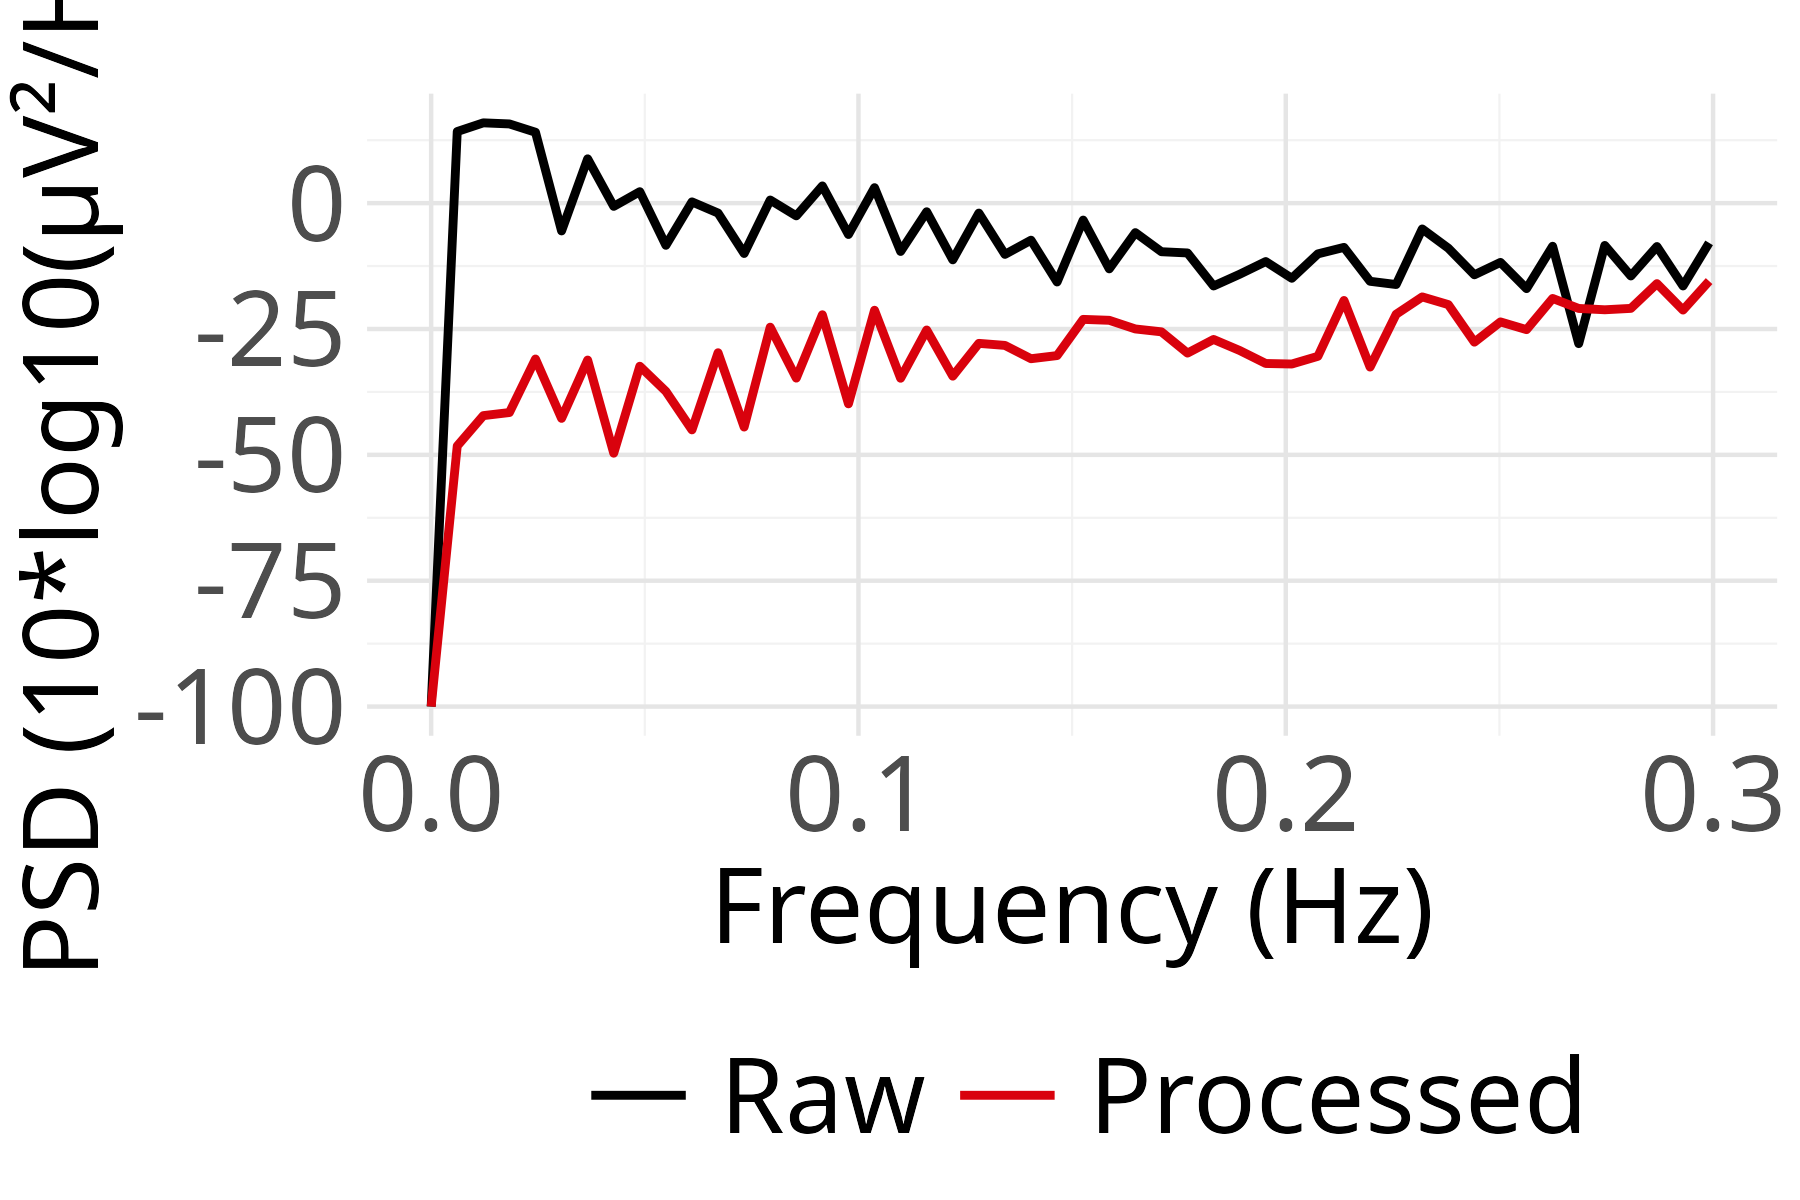 PSD (10*log10(µV²/H
0
-25
-50
-75
-100
0.0 0.1 0.2 0.3
Frequency (Hz)
Raw Processed